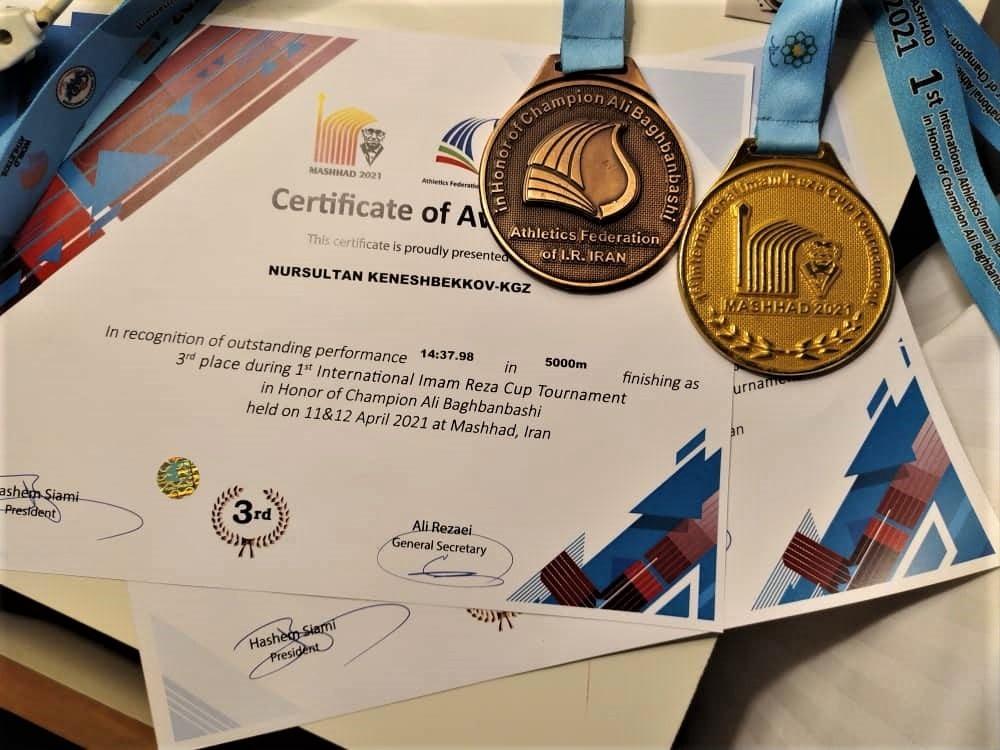 MASHHAD 2021
Athletics Federation
Certificate of
This certificate is proudly presented
NURSULTAN KENESHBEKKOV-KGZ
In recognition of outstanding performance 14:37.98 in 5000m finishing as
3rd place during 1st International Imam Reza Cup Tournament
in Honor of Champion Ali Baghbanbashi
held on 11&12 April 2021 at Mashhad, Iran
Hashem Siami
President
3rd
Ali Rezaei
General Secretary
Hashem Siami
President
in Honor of Champion Ali Baghbanbashi
Athletics Federation
of I.R. IRAN
International Imam Reza Cup Tournament
MASHHAD 2021
MASHHAD
2021
1st International Athletics Imam
in Honor of Champion Ali Baghbanbashi